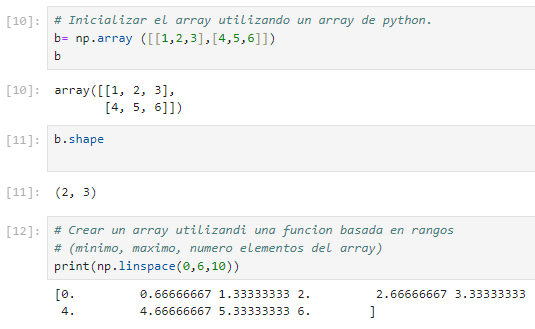 [10]: # Inicializar el array utilizando un array de python.
b= np.array ([[1,2,3],[4,5,6]])
b
[10]: array([[1, 2, 3],
[4, 5, 6]])
[11]: b.shape
[11]: (2, 3)
[12]: # Crear un array utilizandi una funcion basada en rangos
# (minimo, maximo, numero elementos del array)
print(np.linspace(0,6,10))
[0. 0.66666667 1.33333333 2. 2.66666667 3.33333333
4. 4.66666667 5.33333333 6. ]